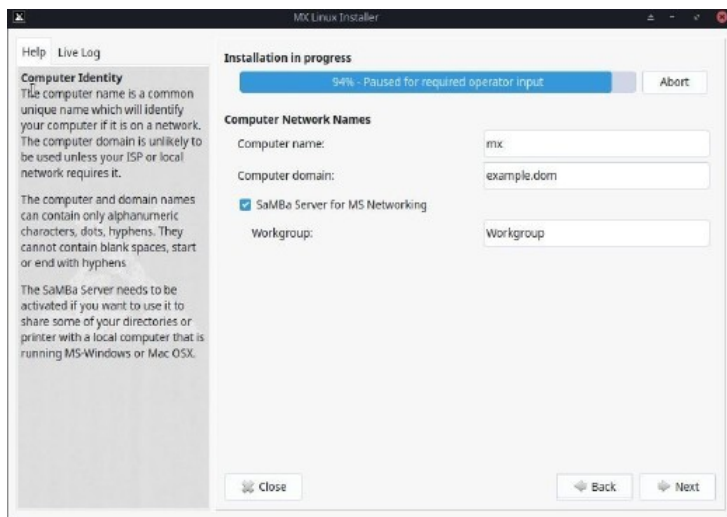 MX Linux Installer
Help Live Log
Computer Identity
The computer name is a common
unique name which will identify
your computer if it is on a network.
The computer domain is unlikely to
be used unless your ISP or local
network requires it.
The computer and domain names
can contain only alphanumeric
characters, dots, hyphens. They
cannot contain blank spaces, start
or end with hyphens
The SaMBa Server needs to be
activated if you want to use it to
share some of your directories or
printer with a local computer that is
running MS-Windows or Mac OSX.
Installation in progress
94% - Paused for required operator input
Abort
Computer Network Names
Computer name: mx
Computer domain: example.dom
SaMBa Server for MS Networking
Workgroup: Workgroup
Close Back Next